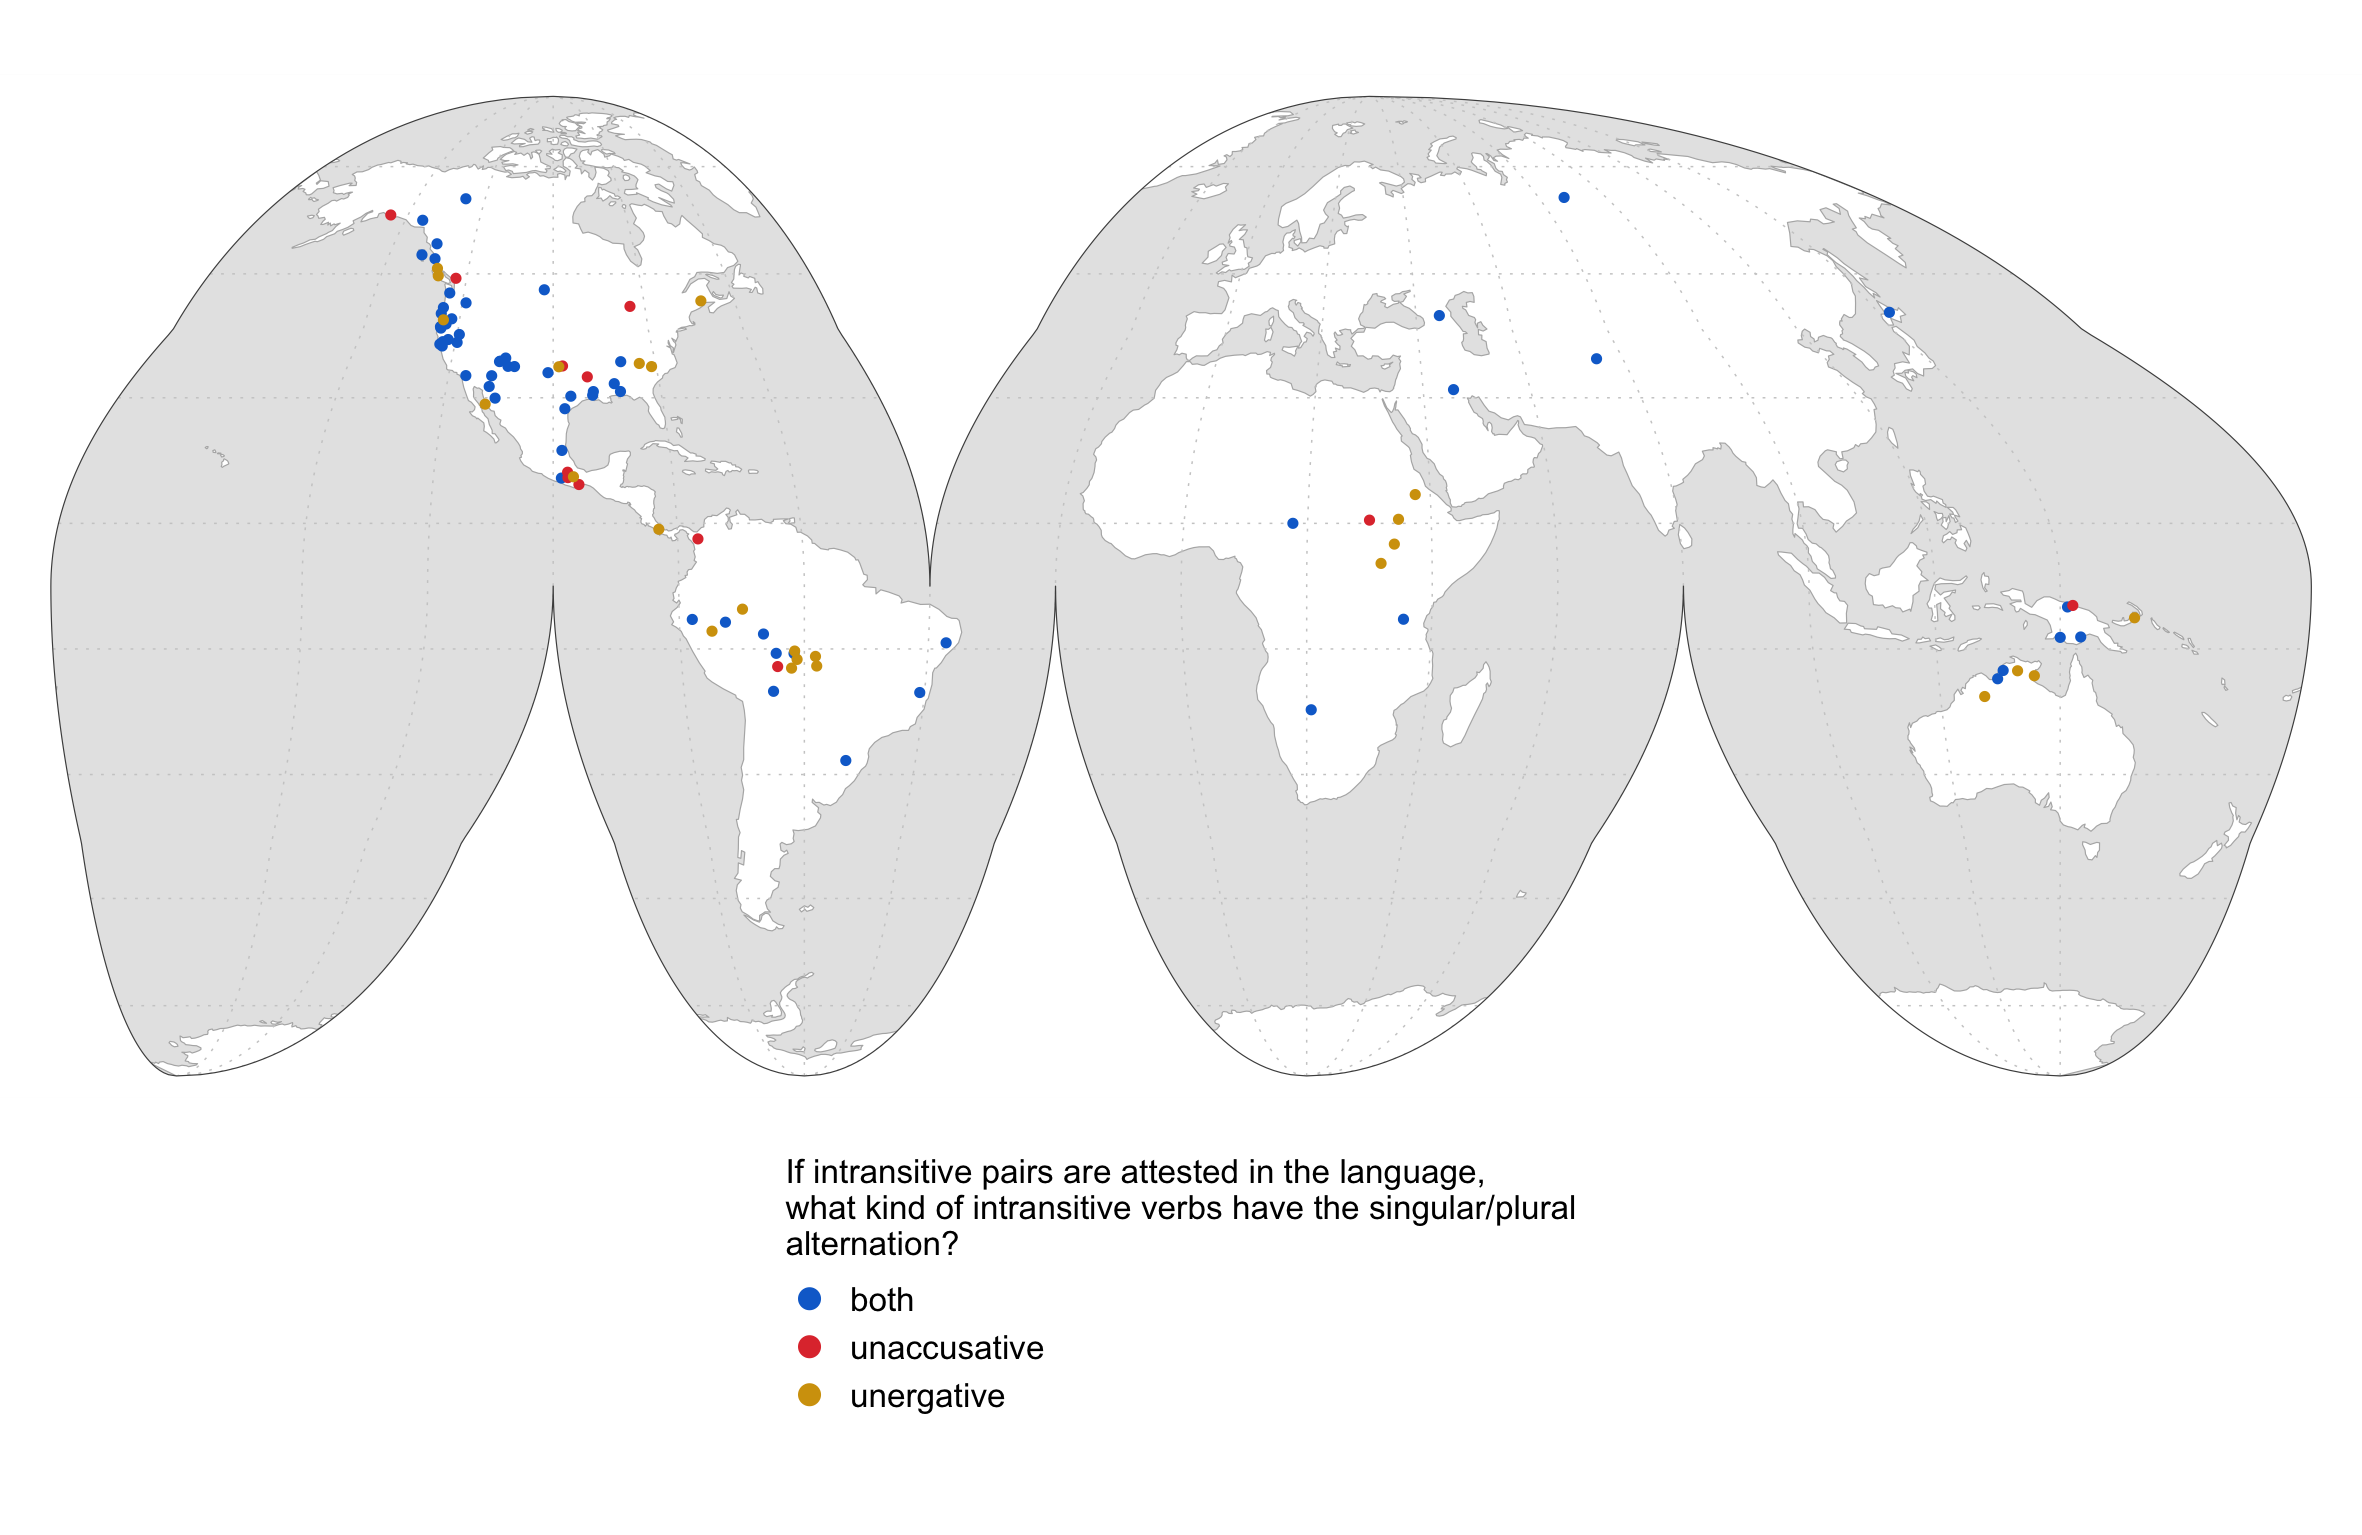 If intransitive pairs are attested in the language,
what kind of intransitive verbs have the singular/plural
alternation?
both
unaccusative
unergative